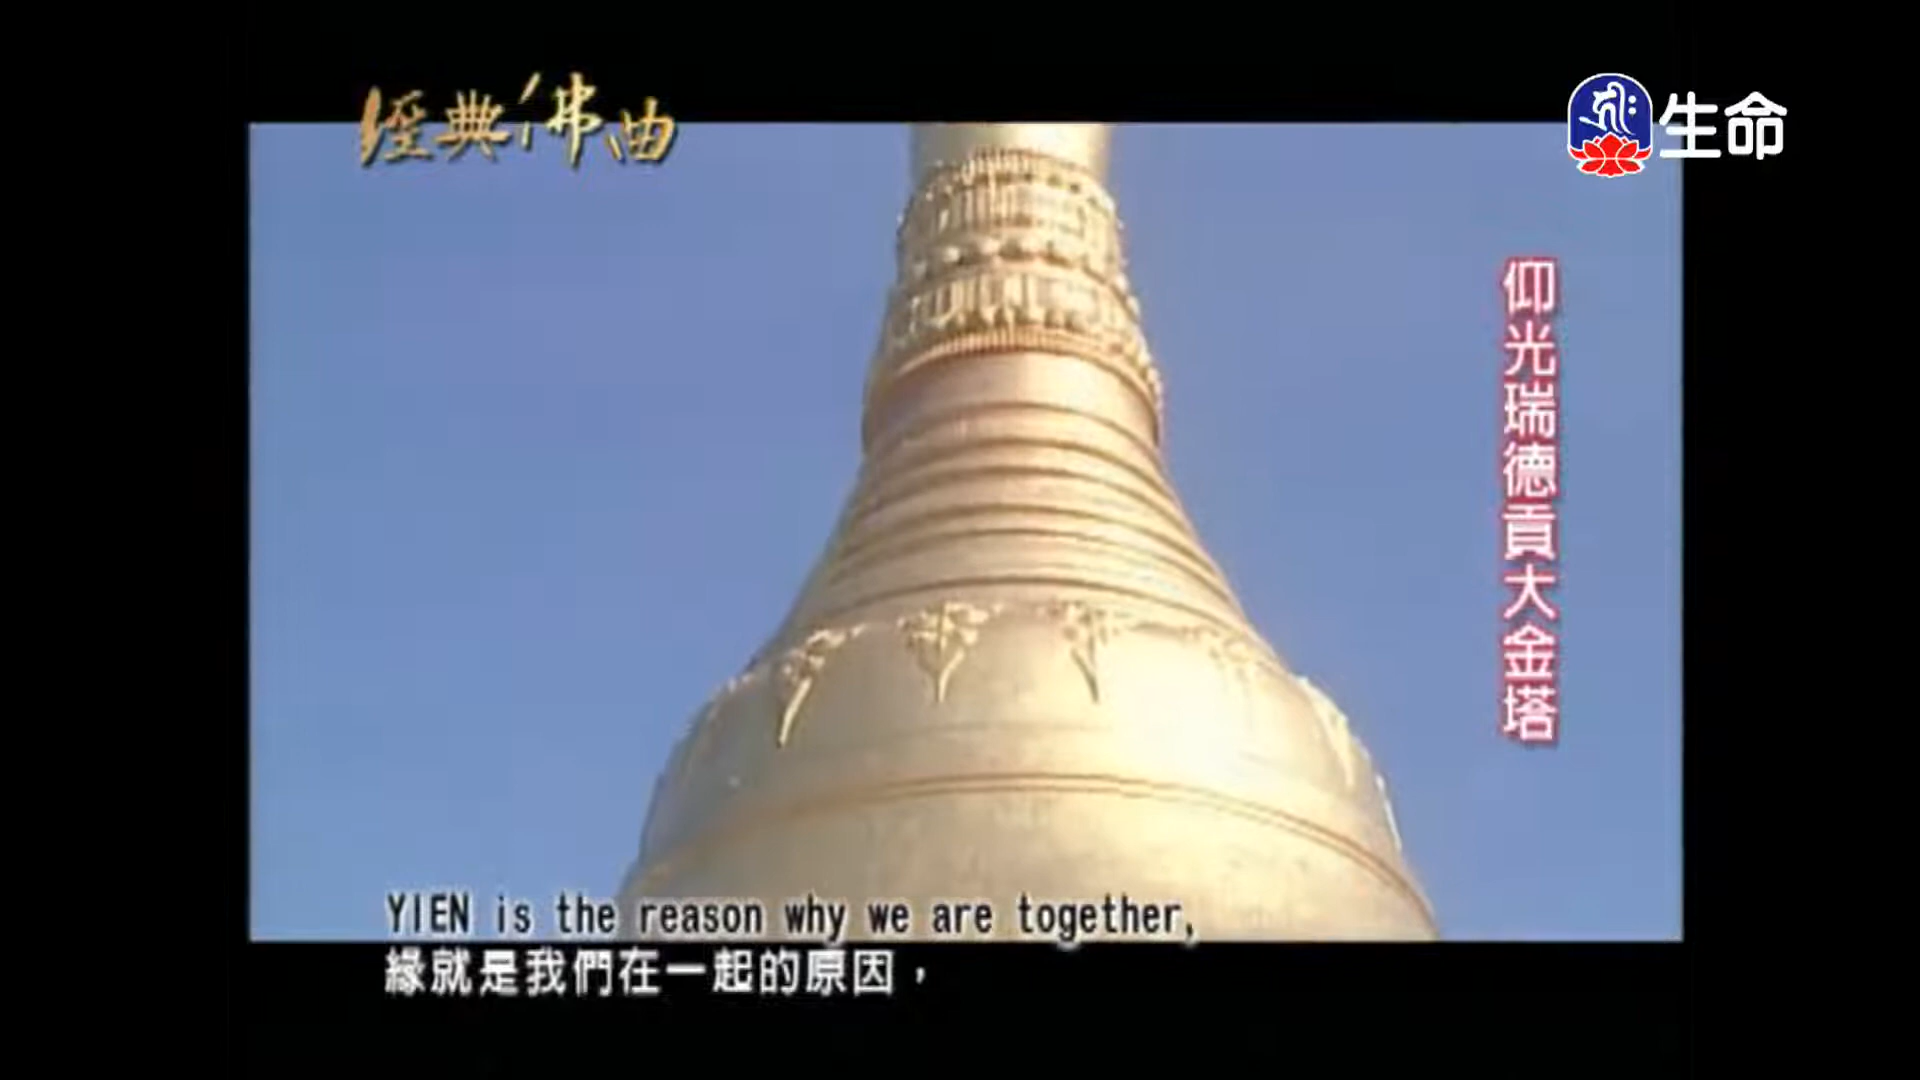 經典佛曲
生命
仰光瑞德貢大金塔
YIEN is the reason why we are together,
緣就是我們在一起的原因，